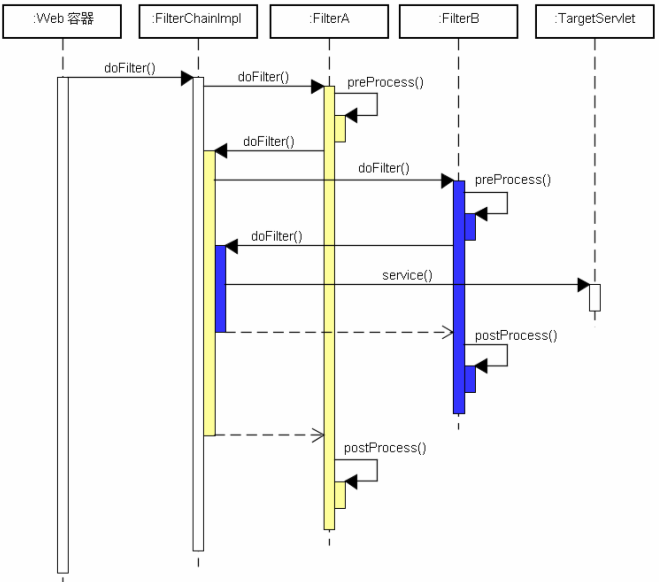 :Web 容器
:FilterChainImpl
:FilterA
:FilterB
:TargetServlet
doFilter()
doFilter()
preProcess()
doFilter()
doFilter()
preProcess()
doFilter()
service()
postProcess()
postProcess()